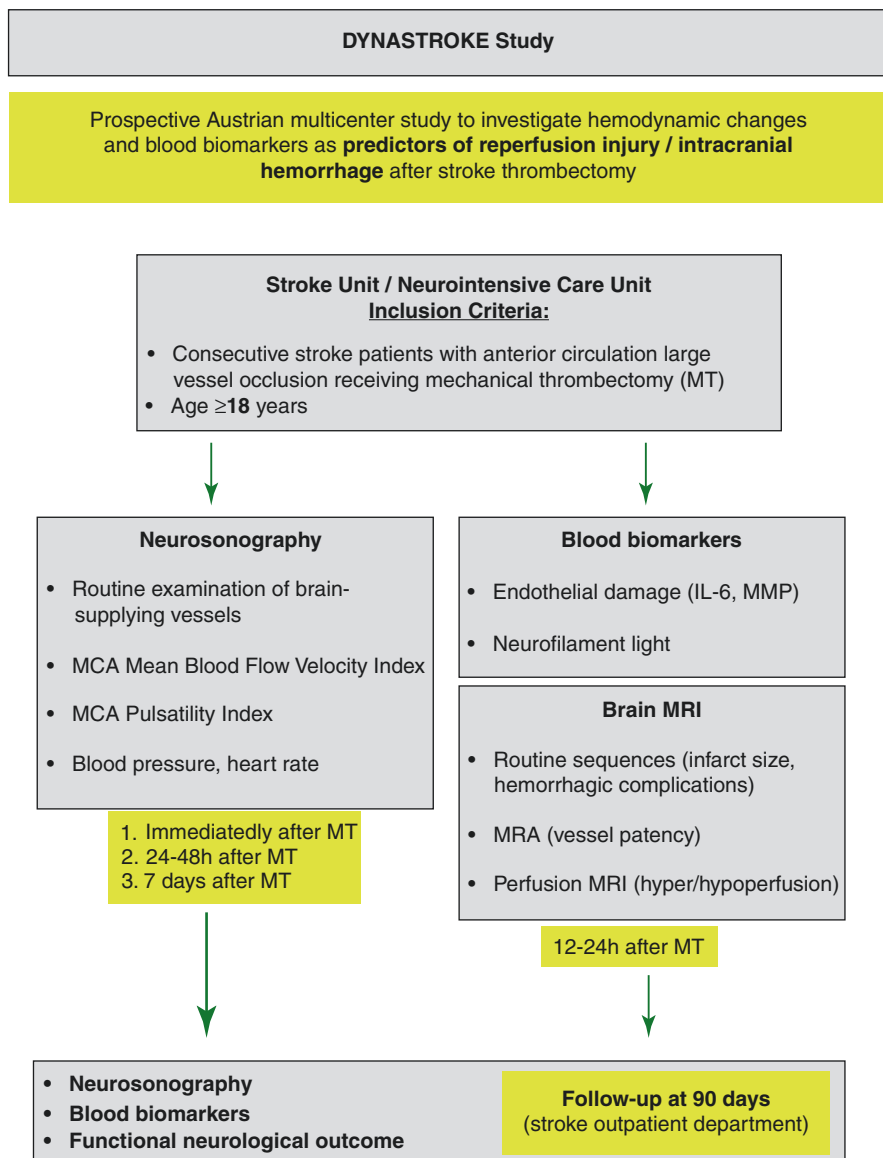 DYNASTROKE Study
Prospective Austrian multicenter study to investigate hemodynamic changes
and blood biomarkers as predictors of reperfusion injury / intracranial
hemorrhage after stroke thrombectomy
Stroke Unit / Neurointensive Care Unit
Inclusion Criteria:
• Consecutive stroke patients with anterior circulation large
vessel occlusion receiving mechanical thrombectomy (MT)
• Age ≥18 years
Neurosonography
• Routine examination of brain-
supplying vessels
• MCA Mean Blood Flow Velocity Index
• MCA Pulsatility Index
• Blood pressure, heart rate
1. Immediatedly after MT
2. 24-48h after MT
3. 7 days after MT
Blood biomarkers
• Endothelial damage (IL-6, MMP)
• Neurofilament light
Brain MRI
• Routine sequences (infarct size,
hemorrhagic complications)
• MRA (vessel patency)
• Perfusion MRI (hyper/hypoperfusion)
12-24h after MT
• Neurosonography
• Blood biomarkers
• Functional neurological outcome
Follow-up at 90 days
(stroke outpatient department)